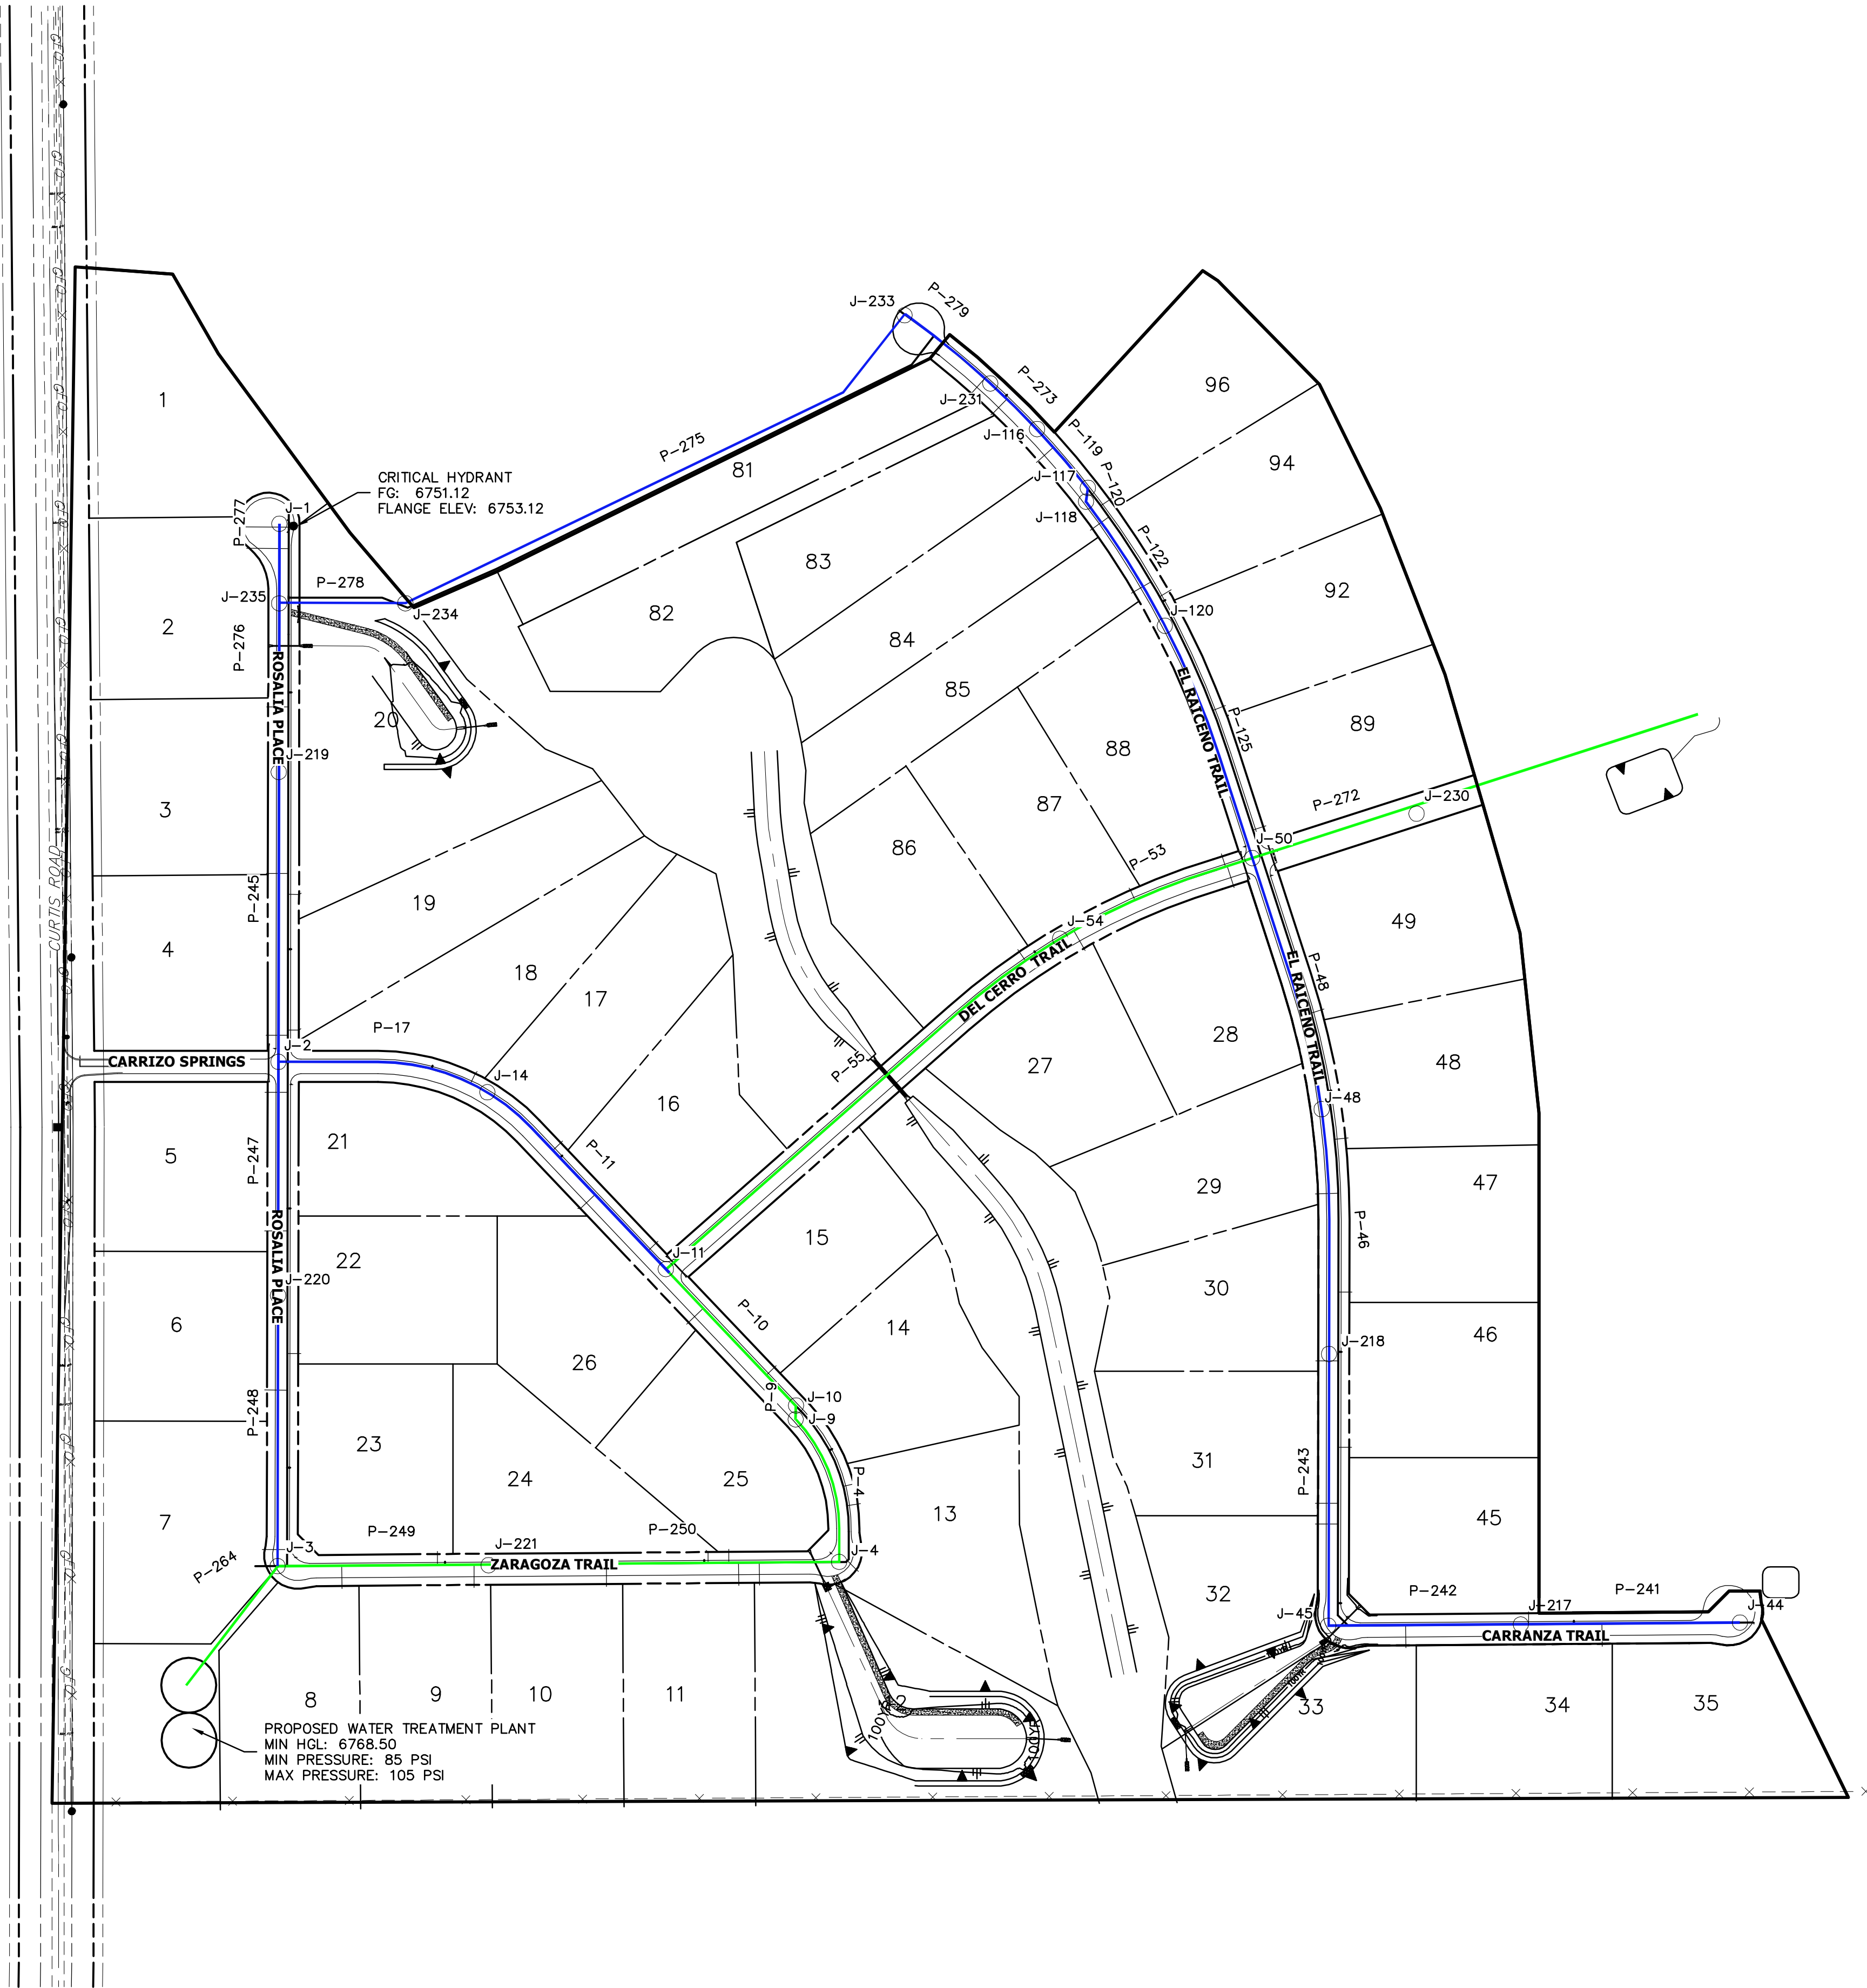 J-233
P-279
1
P-273
96
J-231
P-275
J-116
P-119
81
94
CRITICAL HYDRANT
FG: 6751.12
FLANGE ELEV: 6753.12
J-117
P-120
J-1
P-277
J-118
83
P-122
P-278
J-235
J-234
92
J-120
82
2
P-276
84
ROSALIA PLACE
85
EL RAICENO TRAIL
20
P-125
89
88
J-219
3
P-272
J-230
87
J-50
86
P-53
CURTIS ROAD
P-245
19
J-54
49
4
DEL CERRO TRAIL
18
17
P-48
EL RAICENO TRAIL
P-17
28
J-2
CARRIZO SPRINGS
P-55
27
48
J-14
J-48
16
21
P-11
5
P-247
29
47
15
P-46
22
ROSALIA PLACE
J-11
J-220
30
P-10
6
14
46
J-218
26
P-9
J-10
J-9
P-248
23
31
P-243
24
25
P-4
13
7
45
P-249
P-250
J-221
J-3
J-4
ZARAGOZA TRAIL
P-264
32
P-242
P-241
J-45
J-217
J-44
CARRANZA TRAIL
8
9
10
11
33
34
35
100YR
PROPOSED WATER TREATMENT PLANT
MIN HGL: 6768.50
MIN PRESSURE: 85 PSI
MAX PRESSURE: 105 PSI